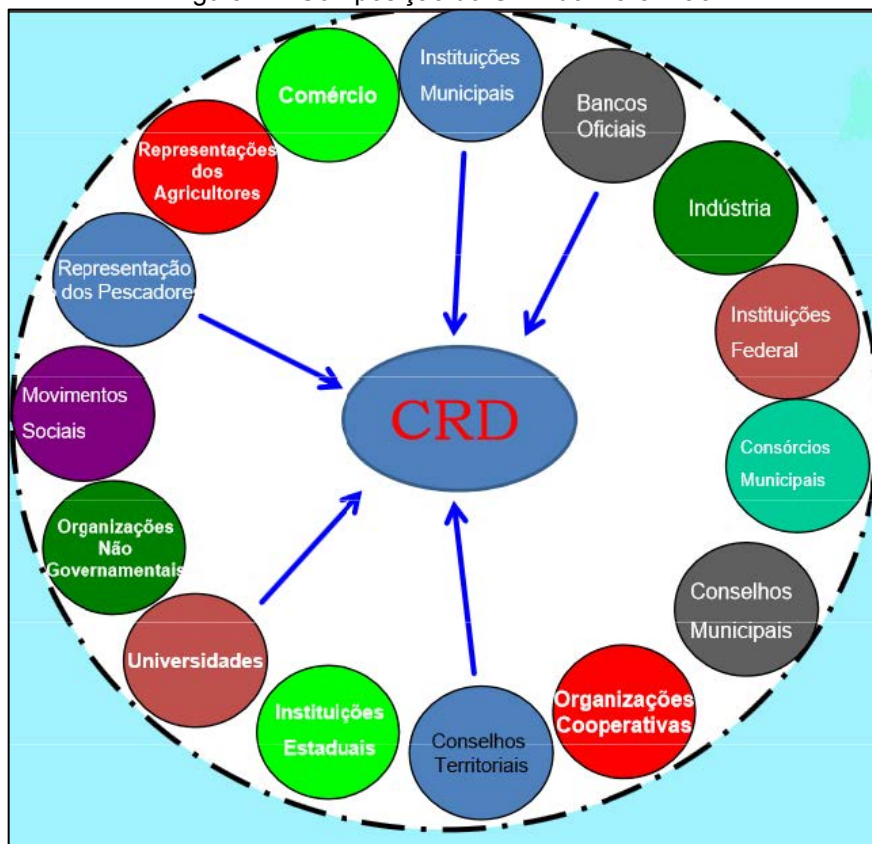 Instituições
Municipais
Bancos
Oficiais
Indústria
Instituições
Federal
Consórcios
Municipais
Conselhos
Municipais
Organizações
Cooperativas
Conselhos
Territoriais
Instituições
Estaduais
Universidades
Organizações
Não
Governamentais
Movimentos
Sociais
Representação
dos Pescadores
Representações
dos
Agricultores
Comércio
CRD